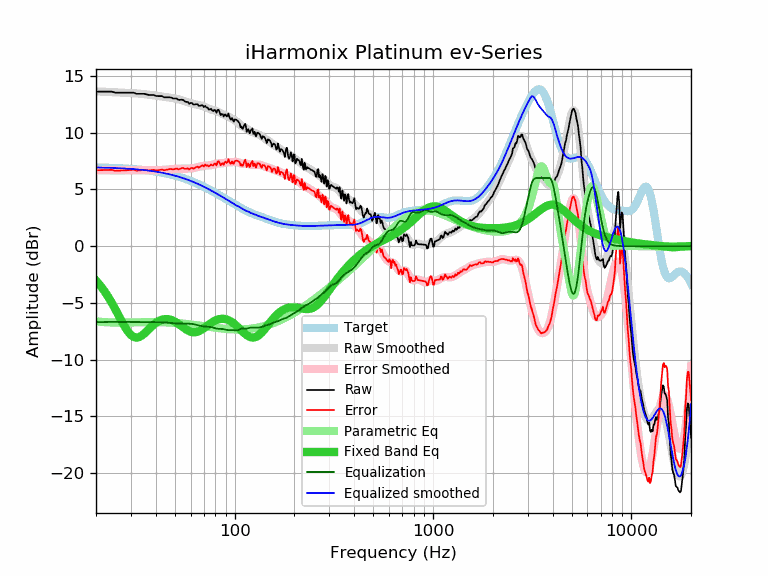 iHarmonix Platinum ev-Series
15
10
5
0
−5
−10
−15
−20
Amplitude (dBr)
Target
Raw Smoothed
Error Smoothed
Raw
Error
Parametric Eq
Fixed Band Eq
Equalization
Equalized smoothed
100
1000
10000
Frequency (Hz)